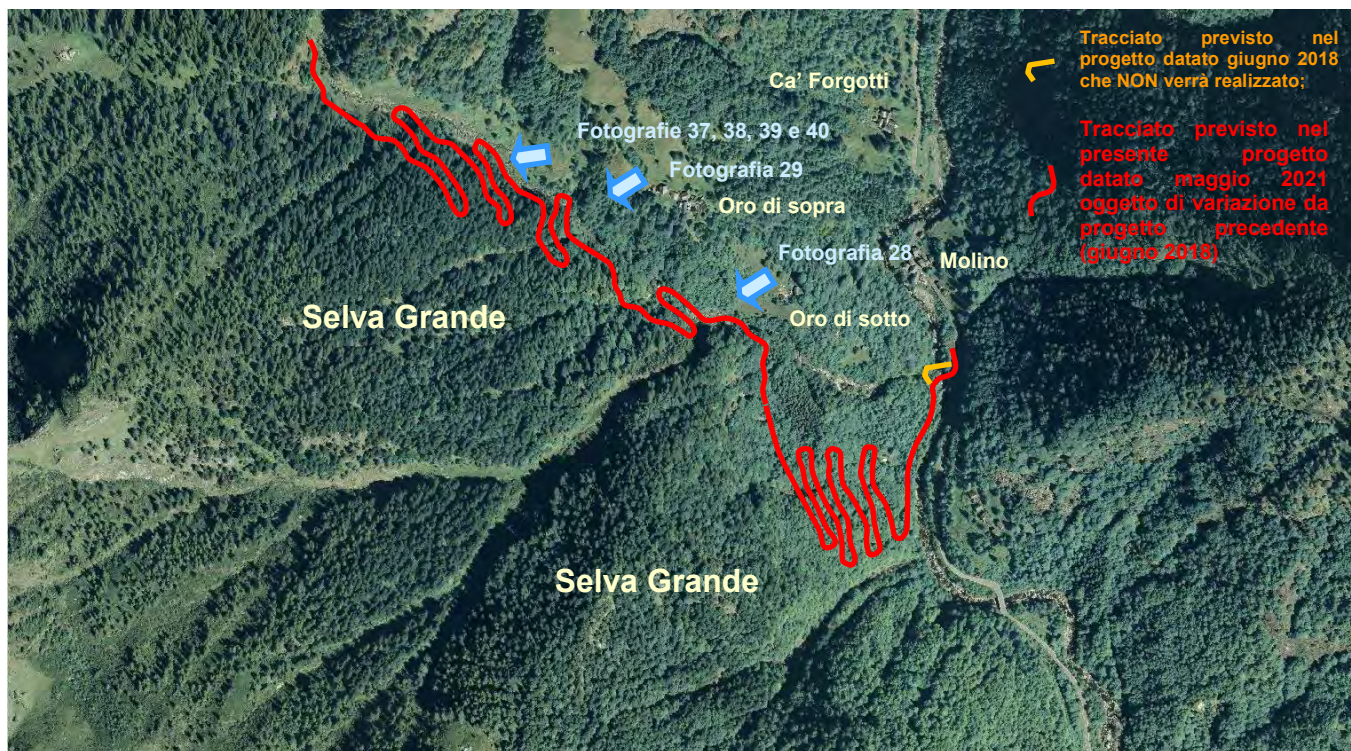 Tracciato previsto nel
progetto datato giugno 2018
che NON verrà realizzato;
Ca' Forgotti
Fotografie 37, 38, 39 e 40
Tracciato previsto nel
presente progetto
datato maggio 2021
oggetto di variazione da
progetto precedente
(giugno 2018)
Fotografia 29
Oro di sopra
Fotografia 28
Molino
Selva Grande
Oro di sotto
Selva Grande